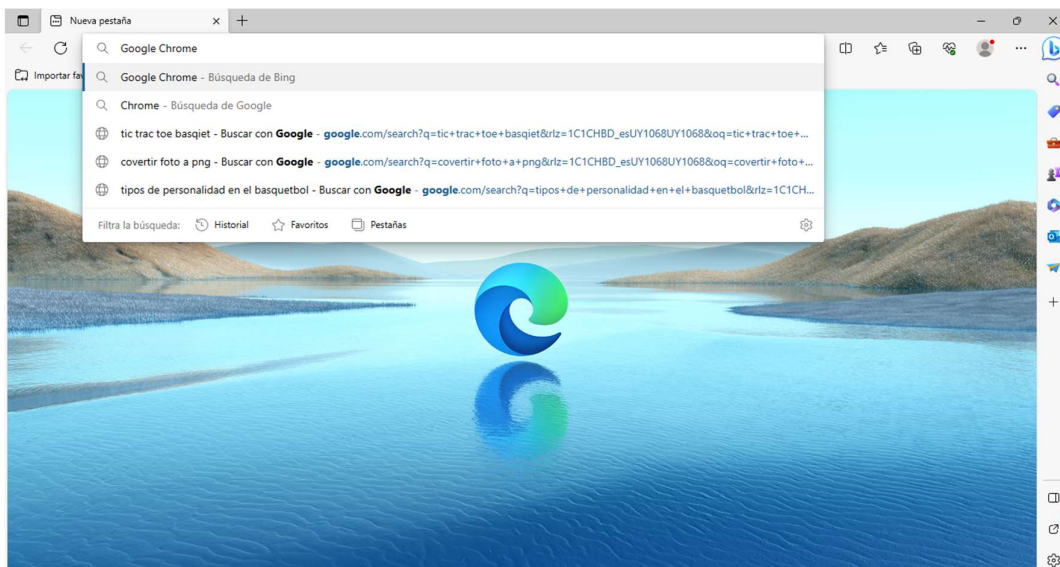 Nueva pestaña
Google Chrome
Importar fav
Google Chrome - Búsqueda de Bing
Chrome - Búsqueda de Google
tic trac toe basqiet - Buscar con Google - google.com/search?q=tic+trac+toe+basqiet&rlz=1C1CHBD_esUY1068UY1068&oq=tic+trac+toe+...
covertir foto a png - Buscar con Google - google.com/search?q=covertir+foto+a+png&rlz=1C1CHBD_esUY1068UY1068&oq=covertir+foto+...
tipos de personalidad en el basquetbol - Buscar con Google - google.com/search?q=tipos+de+personalidad+en+el+basquetbol&rlz=1C1CH...
Filtra la búsqueda: Historial Favoritos Pestañas